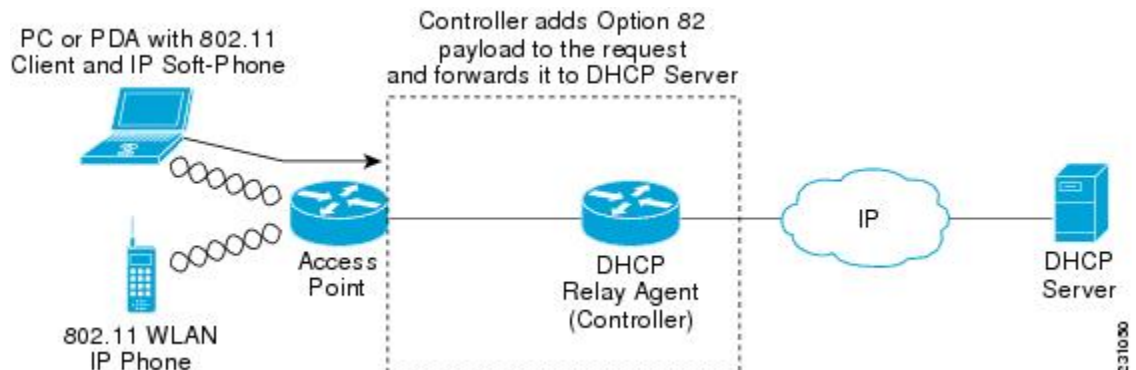 Controller adds Option 82
payload to the request
and forwards it to DHCP Server
PC or PDA with 802.11
Client and IP Soft-Phone
Access
Point
DHCP
Relay Agent
(Controller)
IP
DHCP
Server
802.11 WLAN
IP Phone
231050